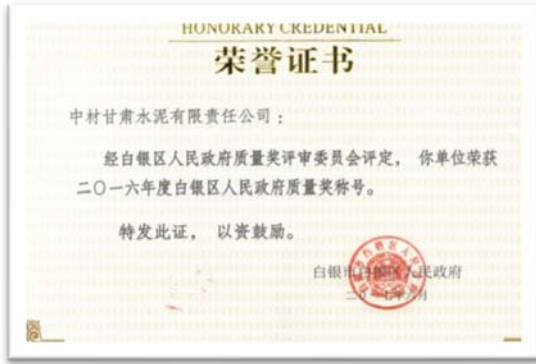 HONORARY CREDENTIAL
荣誉证书
中材甘肃水泥有限责任公司：
经白银区人民政府质量奖评审委员会评定， 你单位荣获
二〇一六年度白银区人民政府质量奖称号。
特发此证， 以资鼓励。
白银市白银区人民政府
二〇一七年六月